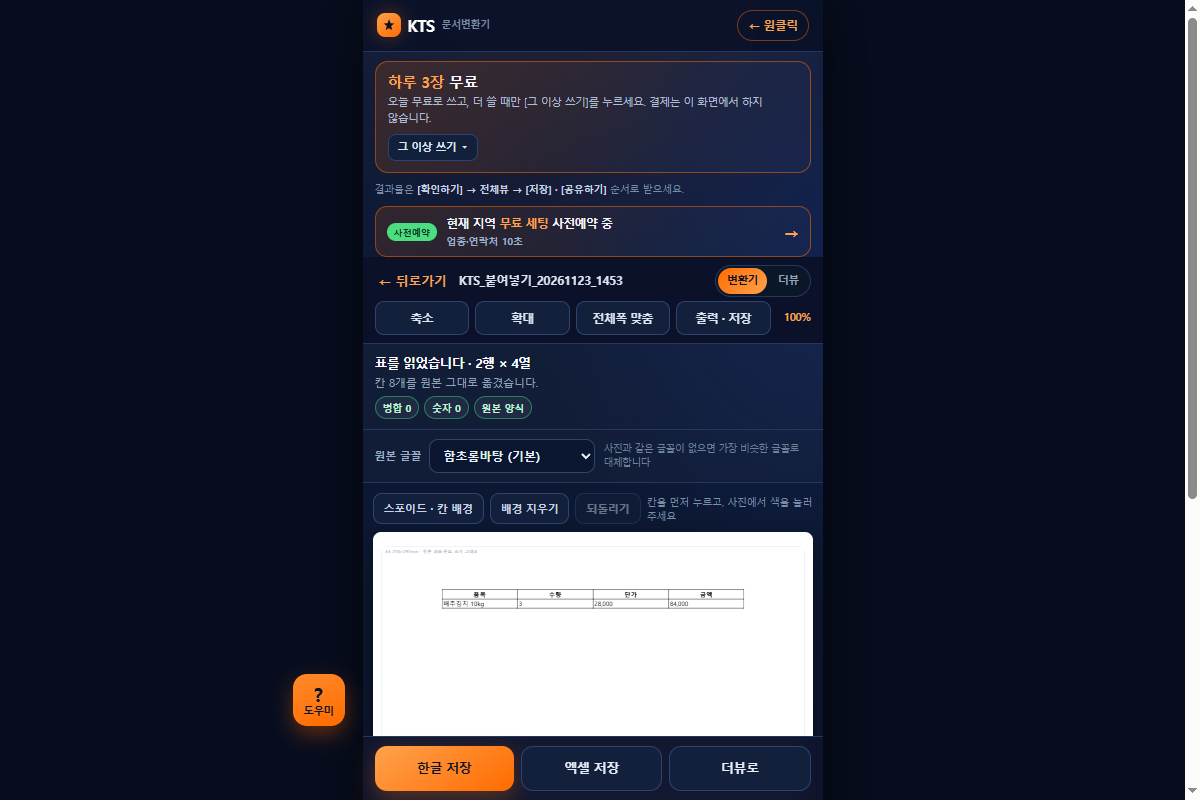 ★ KTS 문서변환기
← 원클릭
하루 3장 무료
오늘 무료로 쓰고, 더 쓸 때만 [그 이상 쓰기]를 누르세요. 결제는 이 화면에서 하지
않습니다.
그 이상 쓰기
결과물은 [확인하기] → 전체뷰 → [저장] · [공유하기] 순서로 받으세요.
사전예약
현재 지역 무료 세팅 사전예약 중
업종·연락처 10초
→
← 뒤로가기 KTS_붙여넣기_20261123_1453
변환기 더뷰
축소 확대 전체폭 맞춤 출력 · 저장 100%
표를 읽었습니다 · 2행 × 4열
칸 8개를 원본 그대로 옮겼습니다.
병합 0 숫자 0 원본 양식
원본 글꼴 함초롬바탕 (기본)
사진과 같은 글꼴이 없으면 가장 비슷한 글꼴로
대체합니다
스포이드 · 칸 배경 배경 지우기 되돌리기
칸을 먼저 누르고, 사진에서 색을 눌러
주세요
품목 수량 단가 금액
배추김치 10kg 3 28,000 84,000
?
도우미
한글 저장 엑셀 저장 더뷰로